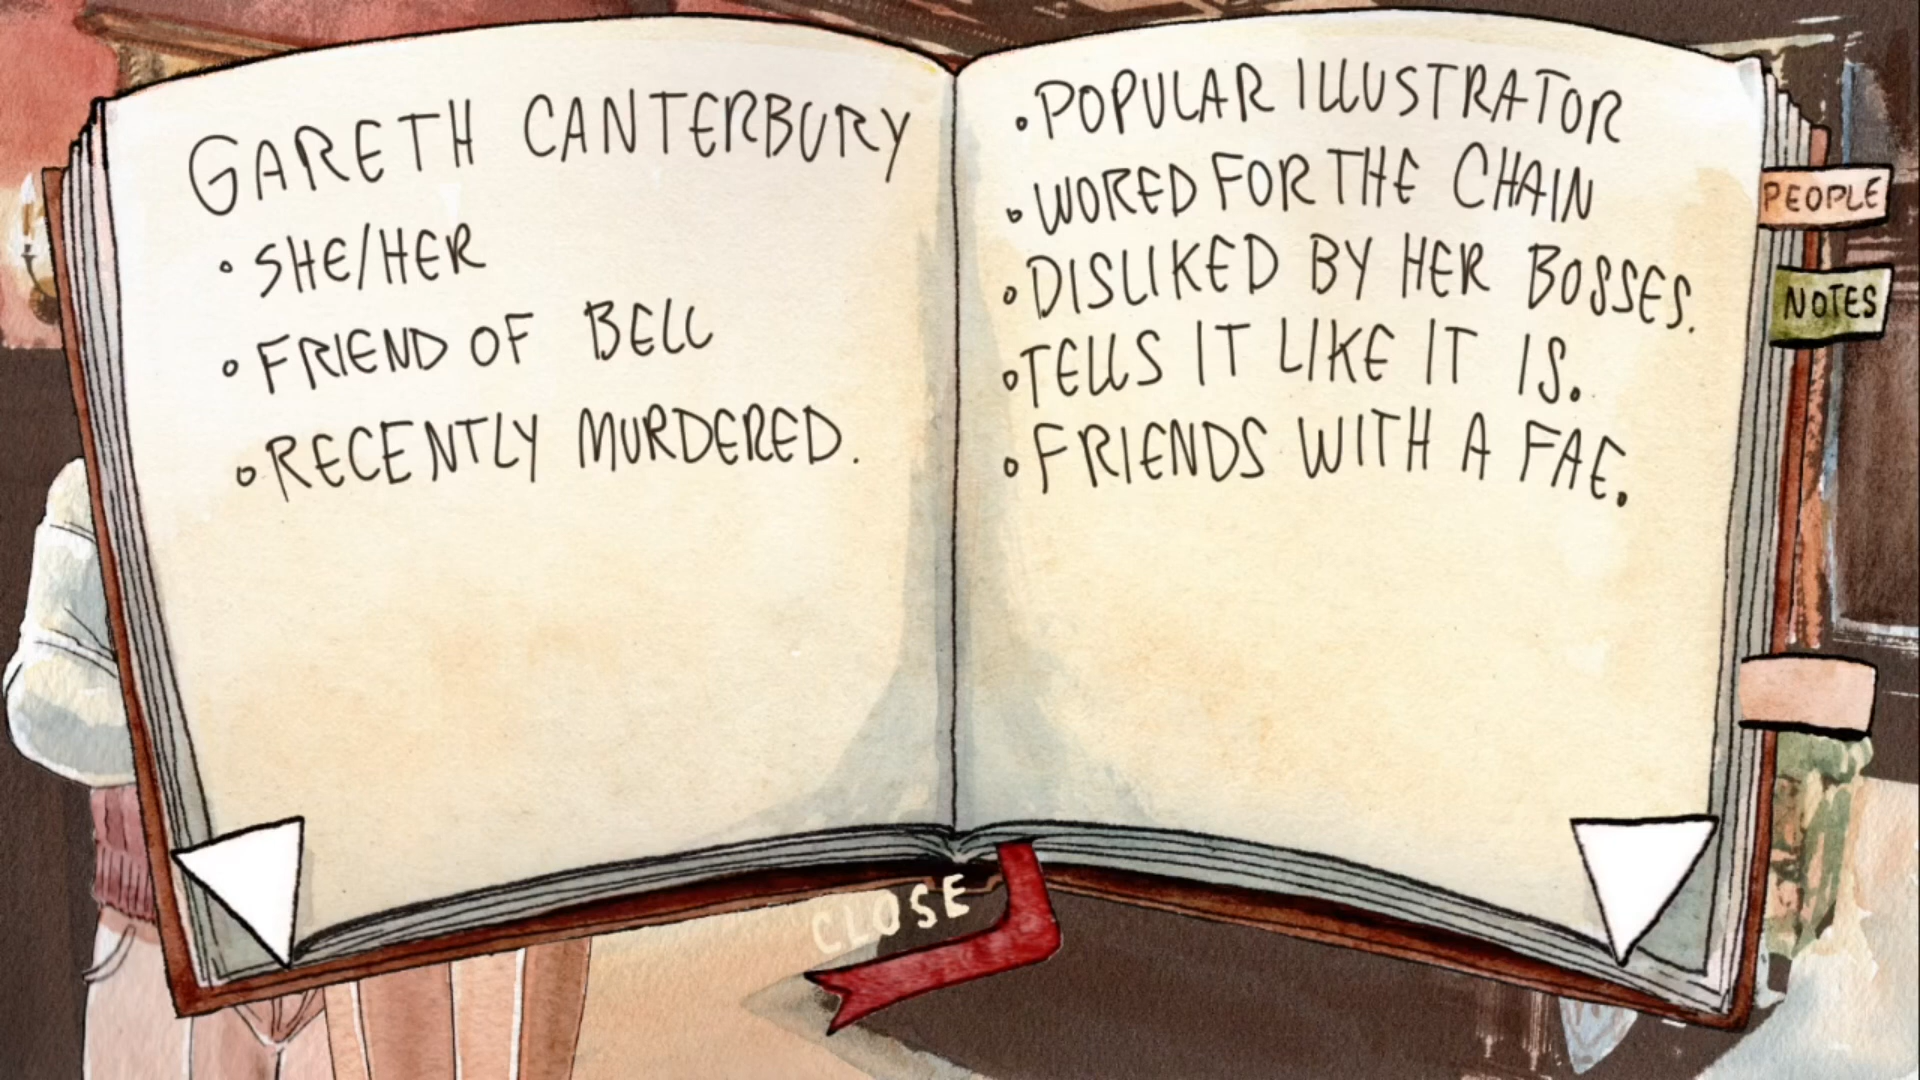 GARETH CANTERBURY
• SHE/HER
• FRIEND OF BELL
• RECENTLY MURDERED.
• POPULAR ILLUSTRATOR
• WORED FOR THE CHAIN
• DISLIKED BY HER BOSSES.
• TELLS IT LIKE IT IS.
• FRIENDS WITH A FAE.
PEOPLE
NOTES
CLOSE